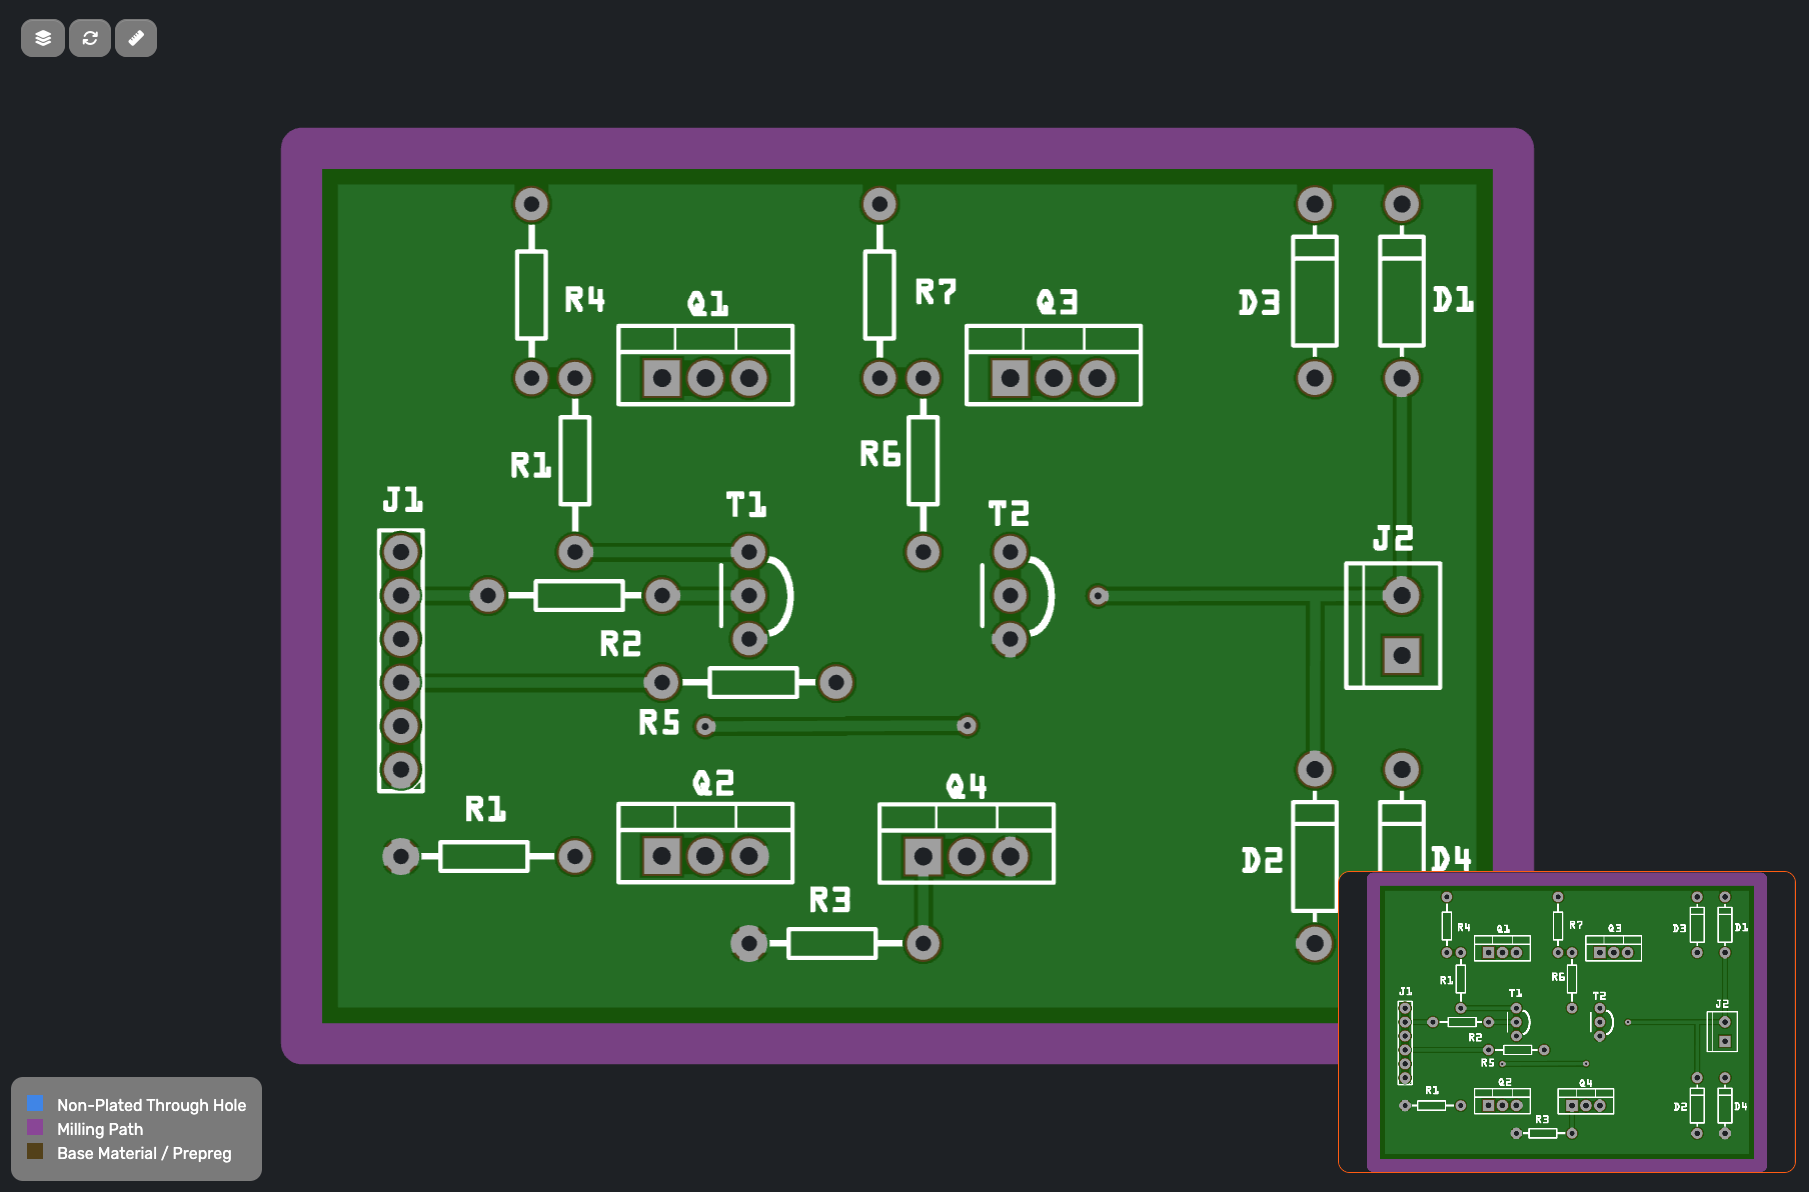 R4
Q1
R7
Q3
D3
D1
R1
R6
J1
T1
T2
J2
R2
R5
Q2
Q4
R1
D2
D4
R3
R4
Q1
R7
Q3
D3
D1
R1
R6
J1
T1
T2
J2
R2
R5
Q2
Q4
R1
D2
D4
R3
Non-Plated Through Hole
Milling Path
Base Material / Prepreg